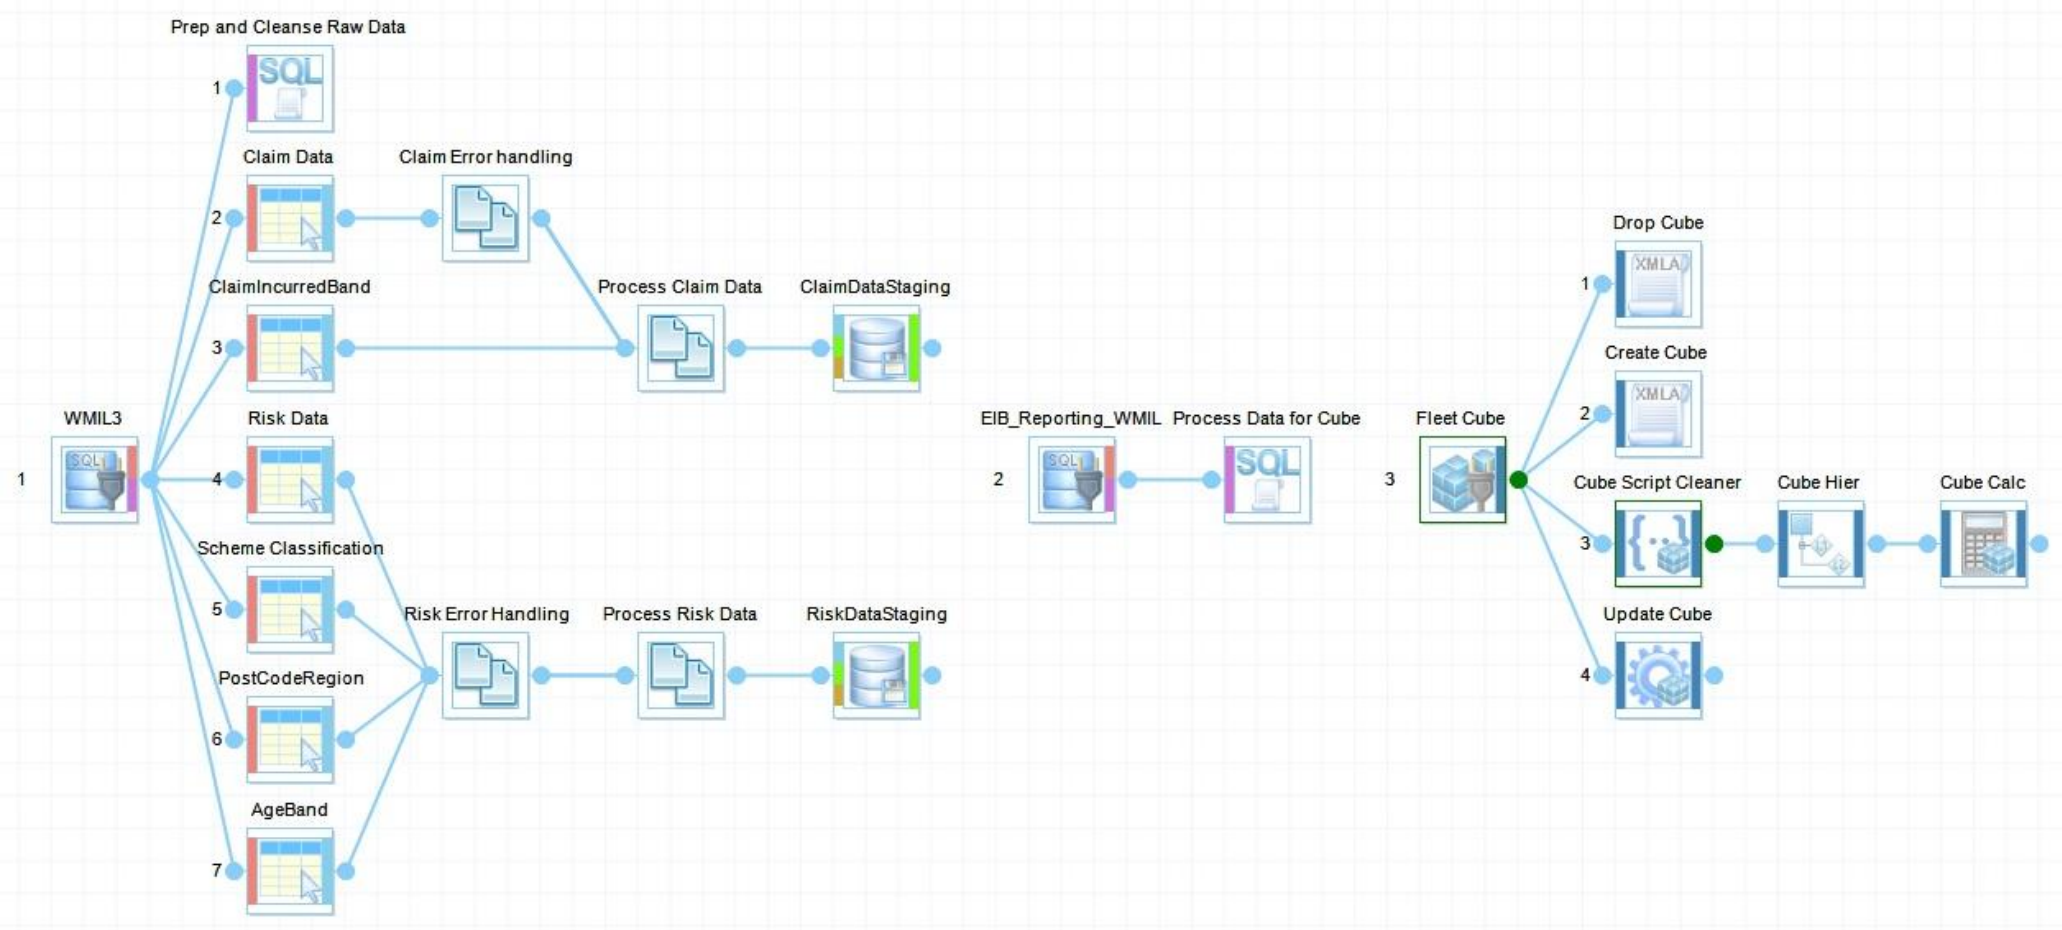 Prep and Cleanse Raw Data
1
SQL
Claim Data
2
Claim Error handling
ClaimIncurredBand
3
Process Claim Data
ClaimDataStaging
WMIL3
1
SQL
Risk Data
4
Scheme Classification
5
Risk Error Handling
Process Risk Data
RiskDataStaging
PostCodeRegion
6
AgeBand
7
EIB_Reporting_WMIL
2
SQL
Process Data for Cube
SQL
Fleet Cube
3
Drop Cube
1
XMLA
Create Cube
2
XMLA
Cube Script Cleaner
3
{..}
Cube Hier
Cube Calc
Update Cube
4